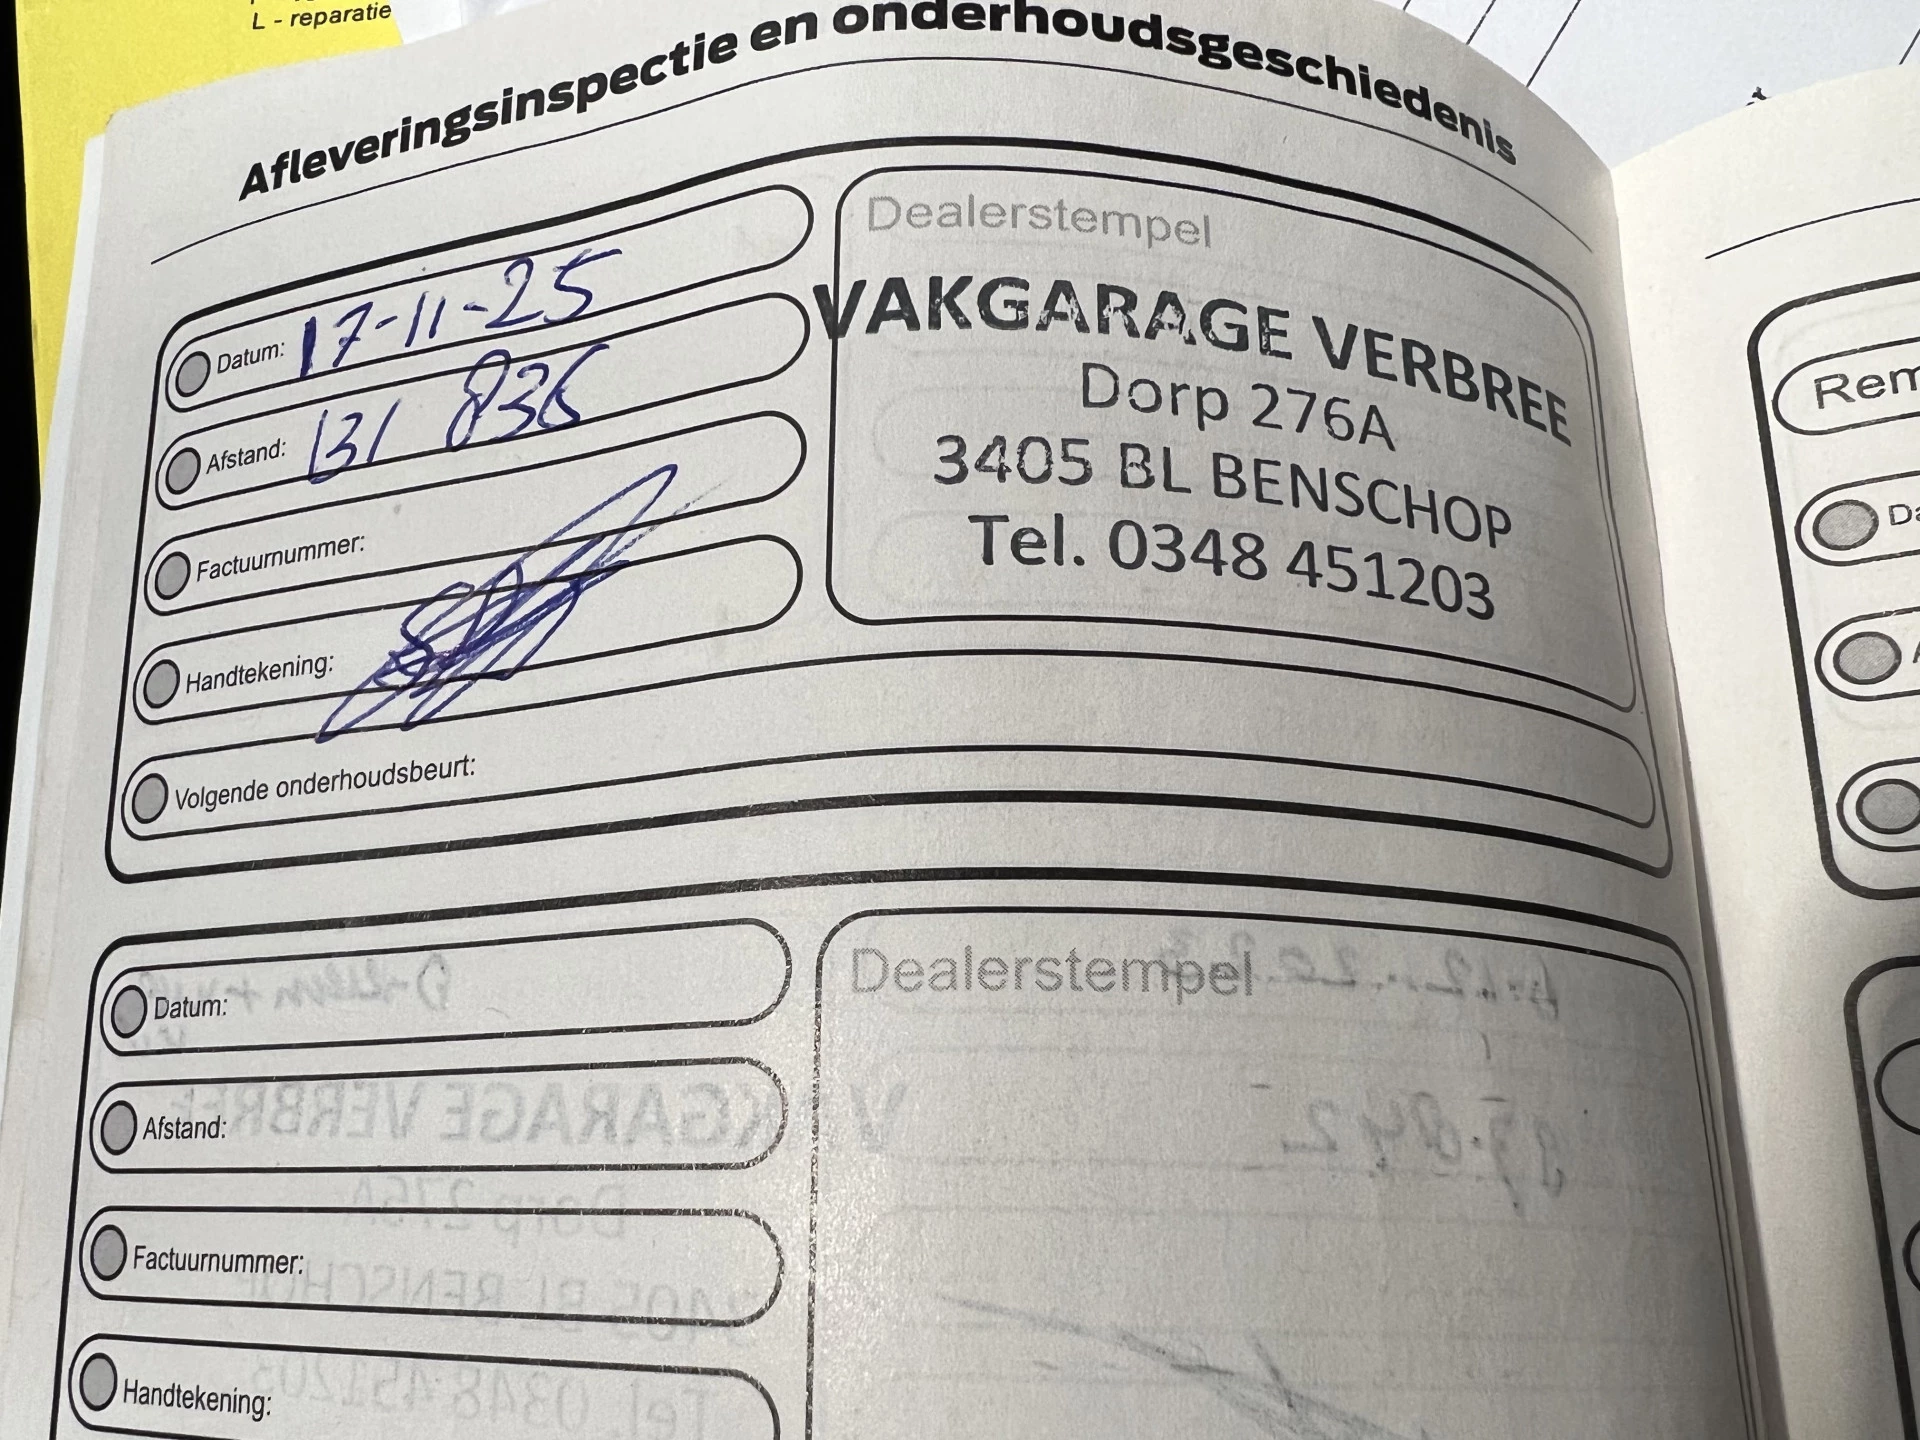 L - reparatie
Afleveringsinspectie en onderhoudsgeschiedenis
Datum: 17-11-25
Afstand: 131 836
Factuurnummer:
Handtekening:
Volgende onderhoudsbeurt:
Dealerstempel
VAKGARAGE VERBREE
Dorp 276A
3405 BL BENSCHOP
Tel. 0348 451203
Datum:
Afstand:
Factuurnummer:
Handtekening:
Dealerstempel
Rem